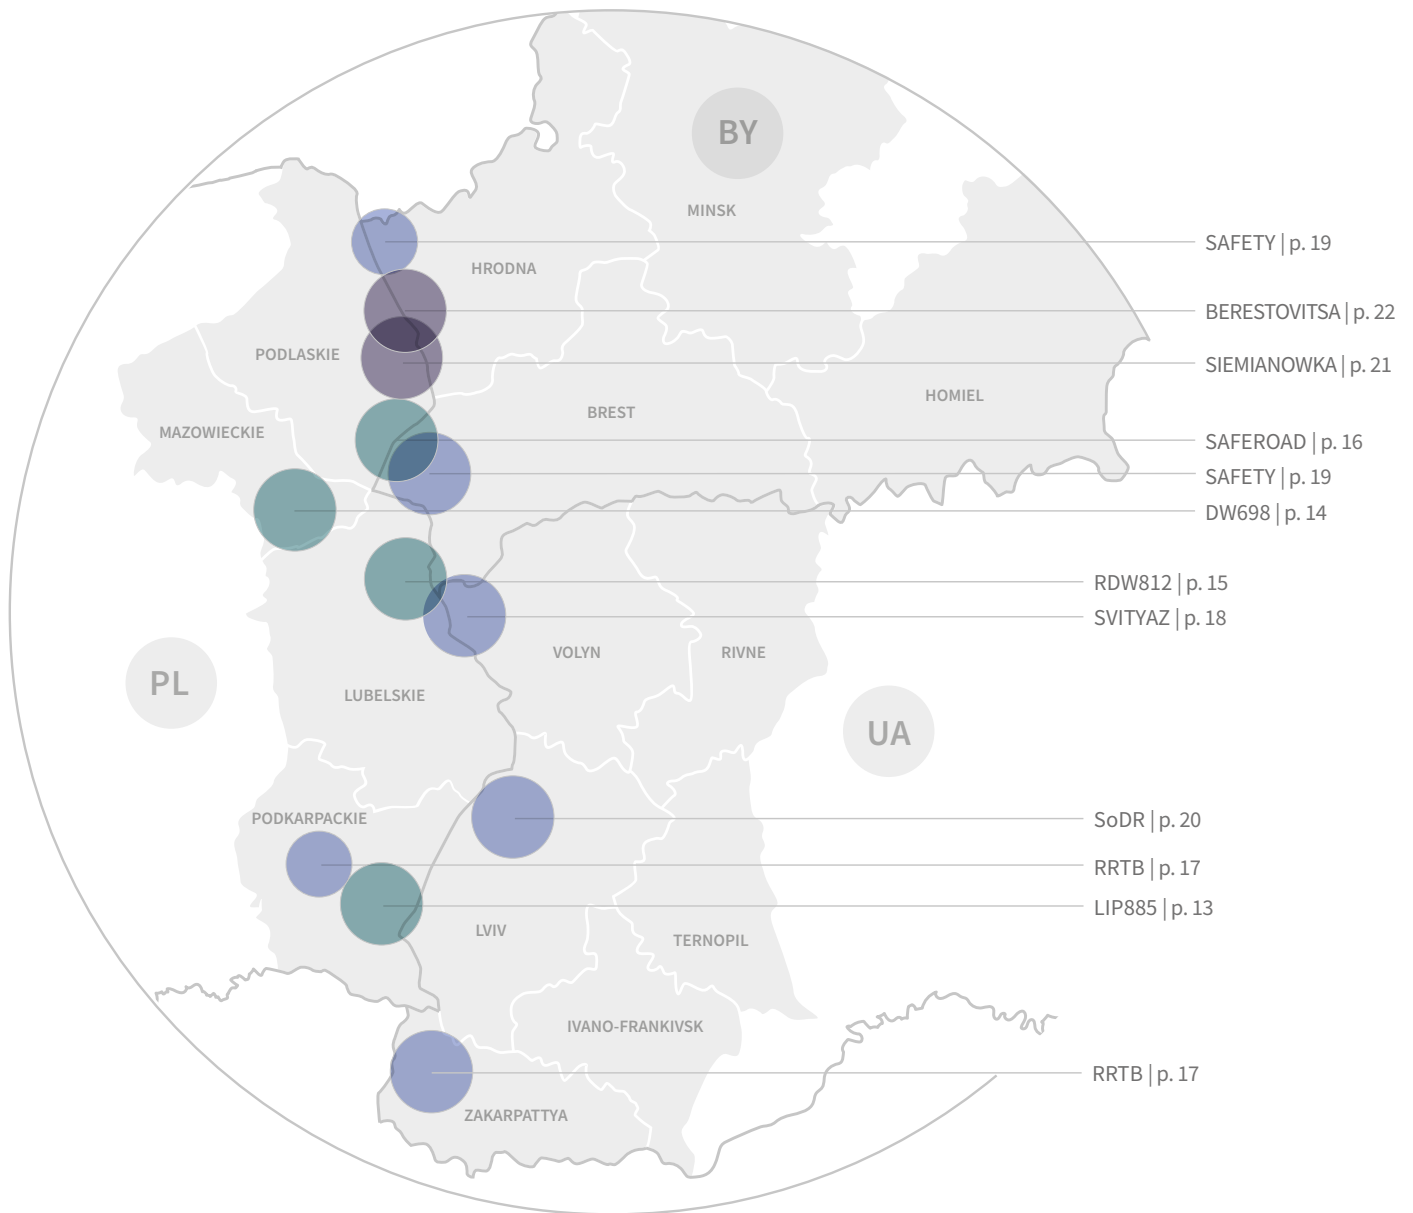 BY
MINSK
SAFETY | p. 19
HRODNA
BERESTOVITSA | p. 22
PODLASKIE
SIEMIANOWKA | p. 21
HOMIEL
BREST
MAZOWIECKIE
SAFEROAD | p. 16
SAFETY | p. 19
DW698 | p. 14
RDW812 | p. 15
SVITYAZ | p. 18
VOLYN
RIVNE
PL
LUBELSKIE
UA
PODKARPACKIE
SoDR | p. 20
RRTB | p. 17
LIP885 | p. 13
LVIV
TERNOPIL
IVANO-FRANKIVSK
RRTB | p. 17
ZAKARPATTYA